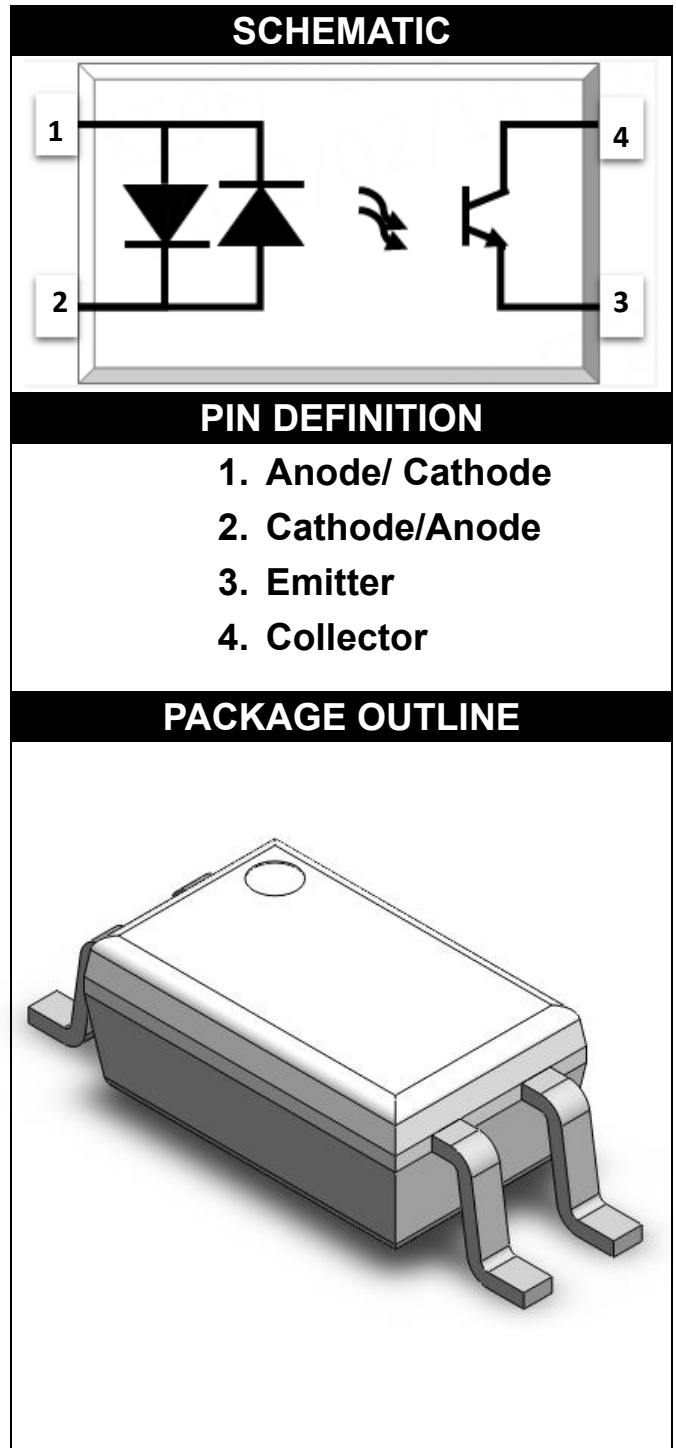 SCHEMATIC
1
4
2
3
PIN DEFINITION
1. Anode/ Cathode
2. Cathode/Anode
3. Emitter
4. Collector
PACKAGE OUTLINE